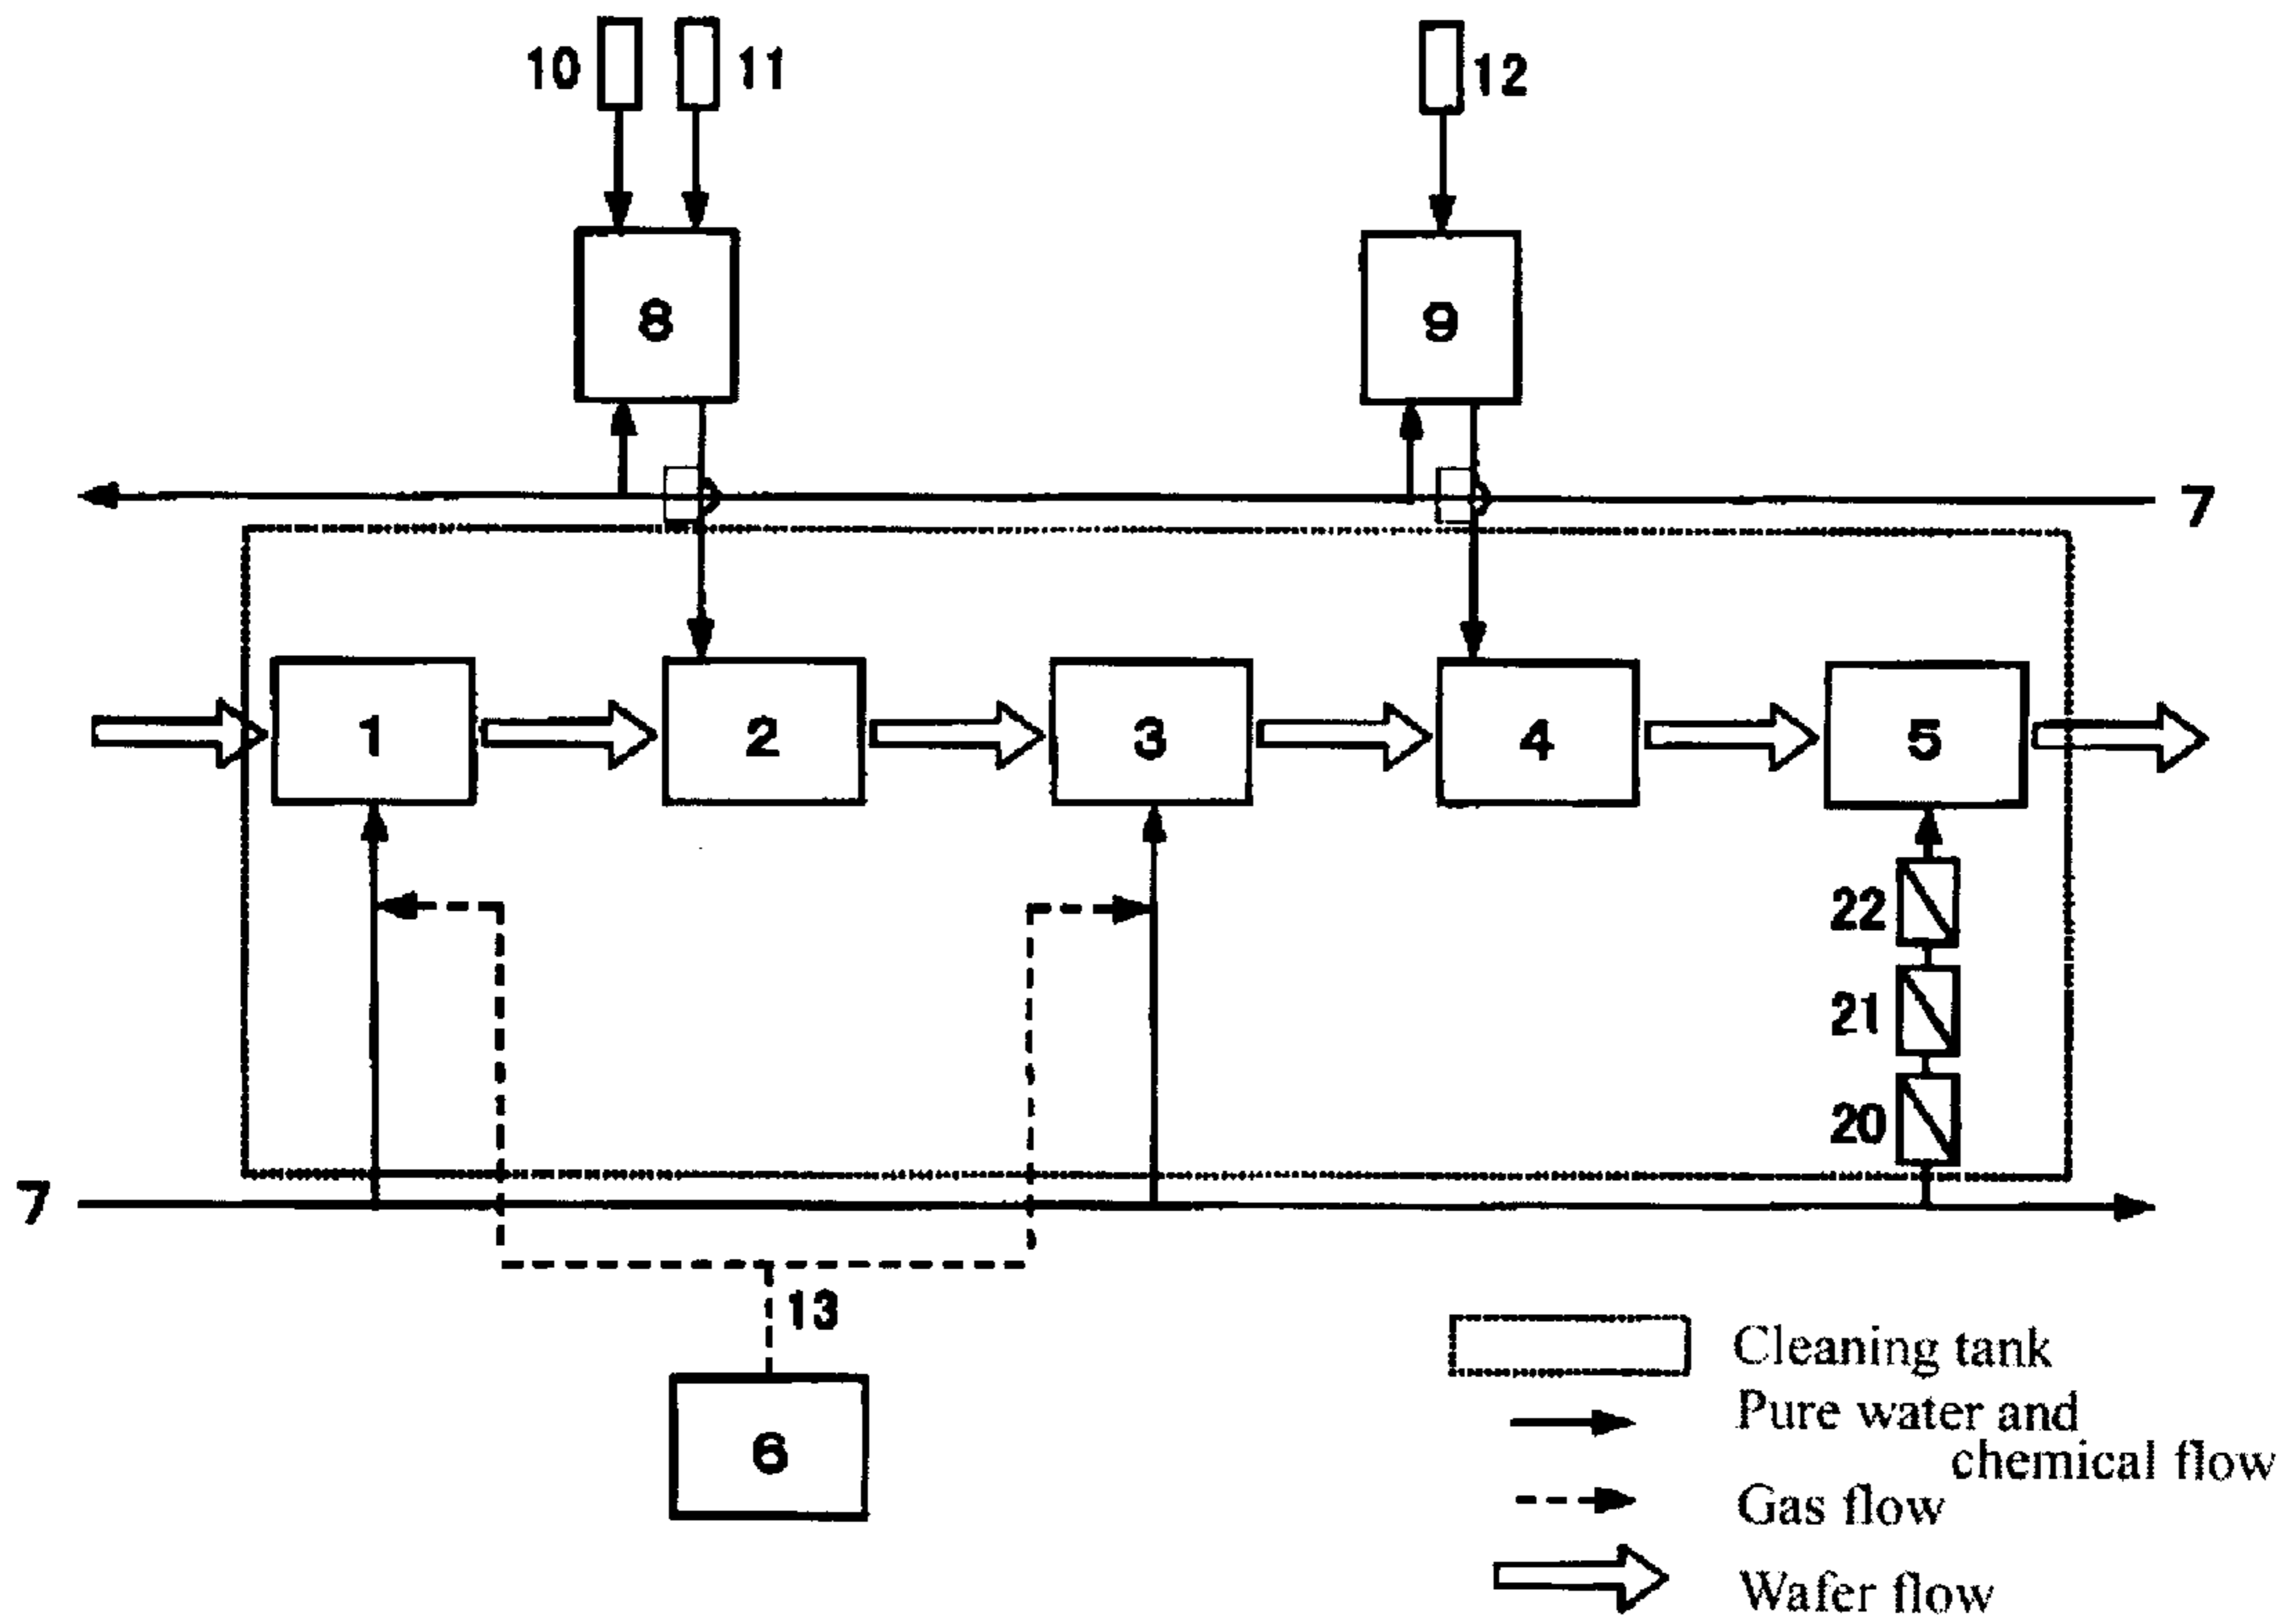 10 11 12
8 9
7
1 2 3 4 5
22
21
20
7
13
6
Cleaning tank
Pure water and
chemical flow
Gas flow
Wafer flow